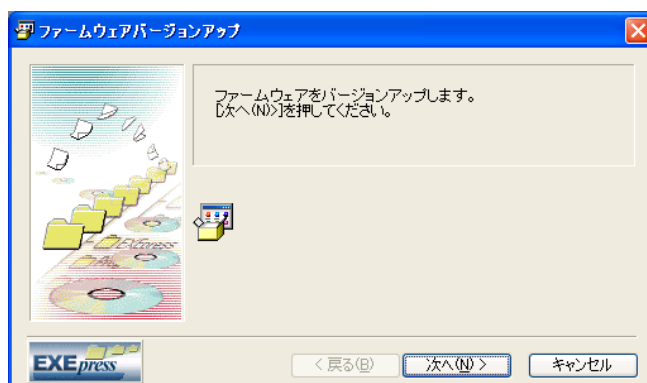 ファームウェアバージョンアップ
ファームウェアをバージョンアップします。
[次へ(N)>]を押してください。
EXEpress
EXEpress
< 戻る(B)
次へ(N) >
キャンセル